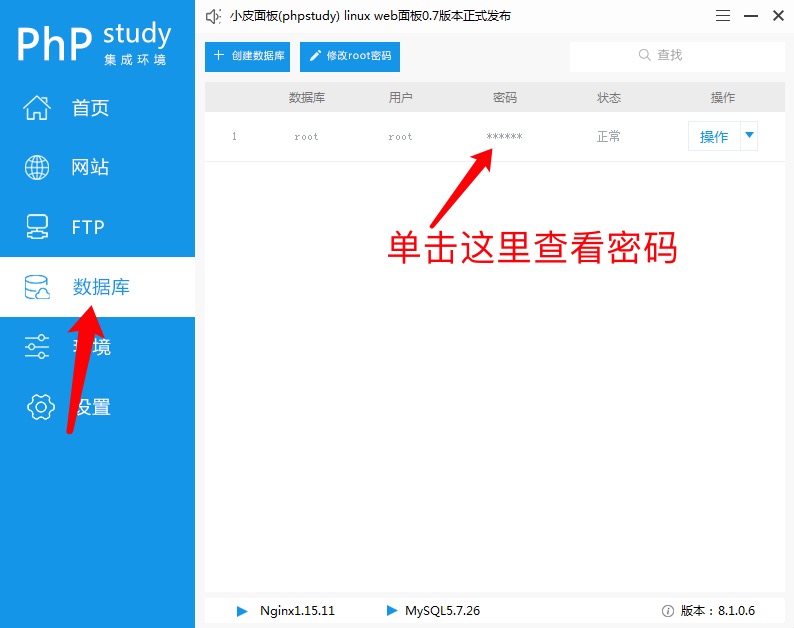 PhP study
集成环境
小皮面板(phpstudy) linux web面板0.7版本正式发布
创建数据库
修改root密码
查找
首页
网站
FTP
数据库
环境
设置
数据库 用户 密码 状态 操作
1 root root ****** 正常 操作
单击这里查看密码
Nginx1.15.11
MySQL5.7.26
版本：8.1.0.6